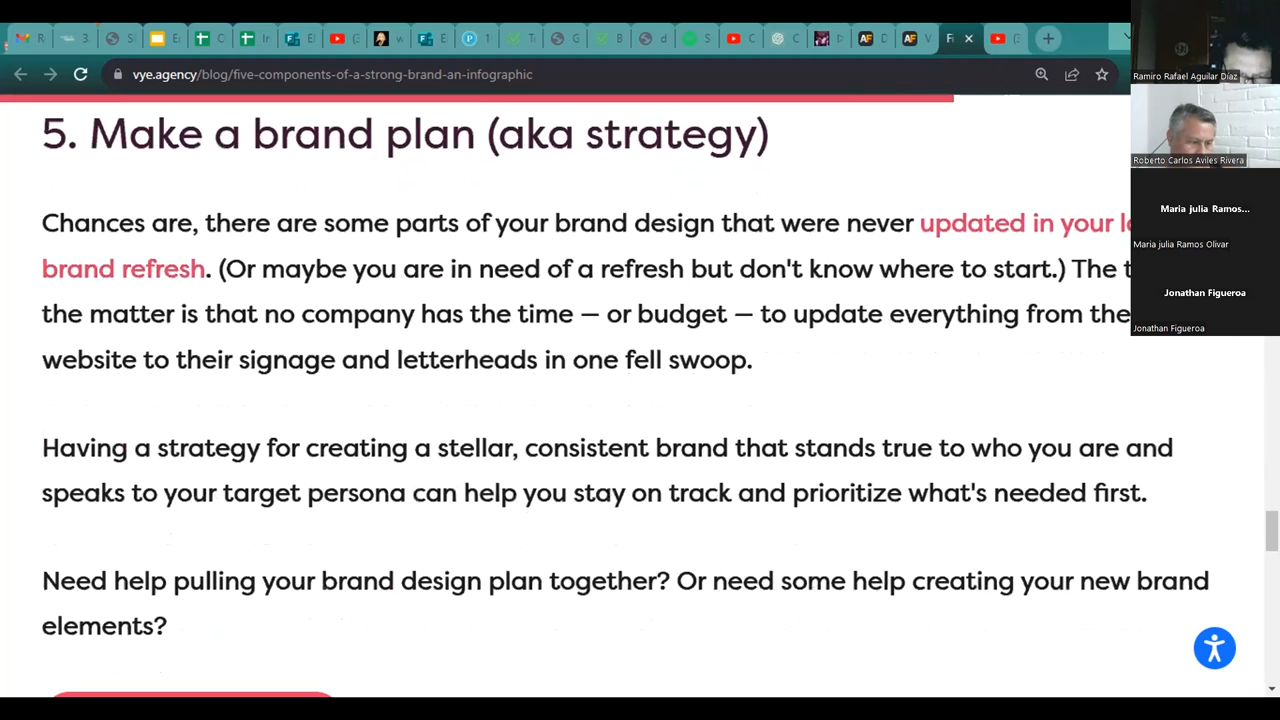 vye.agency/blog/five-components-of-a-strong-brand-an-infographic
5. Make a brand plan (aka strategy)
Chances are, there are some parts of your brand design that were never updated in your
brand refresh. (Or maybe you are in need of a refresh but don't know where to start.) The
the matter is that no company has the time — or budget — to update everything from the
website to their signage and letterheads in one fell swoop.
Having a strategy for creating a stellar, consistent brand that stands true to who you are and
speaks to your target persona can help you stay on track and prioritize what's needed first.
Need help pulling your brand design plan together? Or need some help creating your new brand
elements?
Ramiro Rafael Aguilar Díaz
Roberto Carlos Aviles Rivera
Maria julia Ramos...
Maria julia Ramos Olivar
Jonathan Figueroa
Jonathan Figueroa